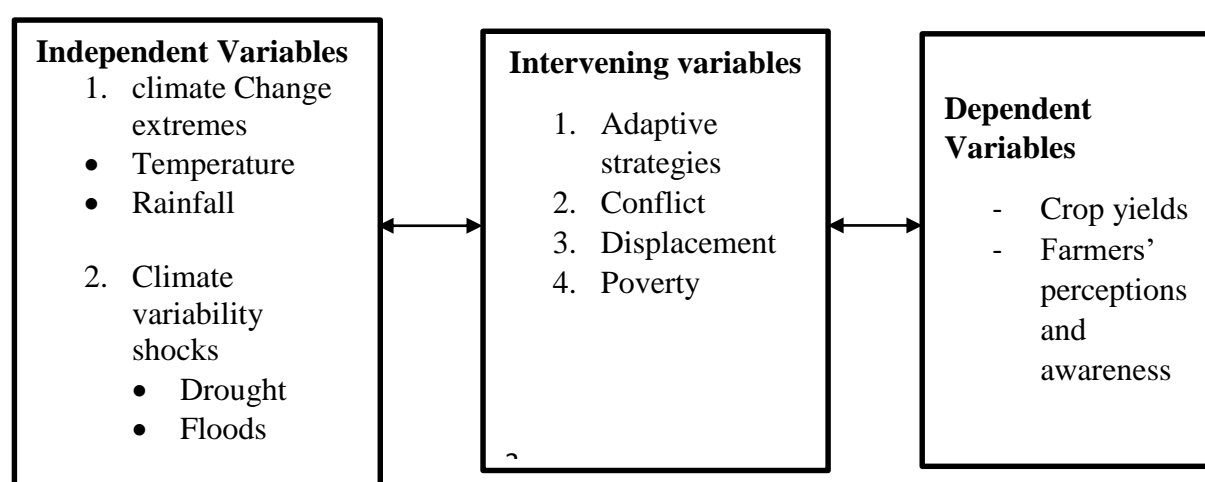 Independent Variables
1. climate Change
extremes
• Temperature
• Rainfall
2. Climate
variability
shocks
• Drought
• Floods
Intervening variables
1. Adaptive
strategies
2. Conflict
3. Displacement
4. Poverty
Dependent
Variables
- Crop yields
- Farmers’
perceptions
and
awareness